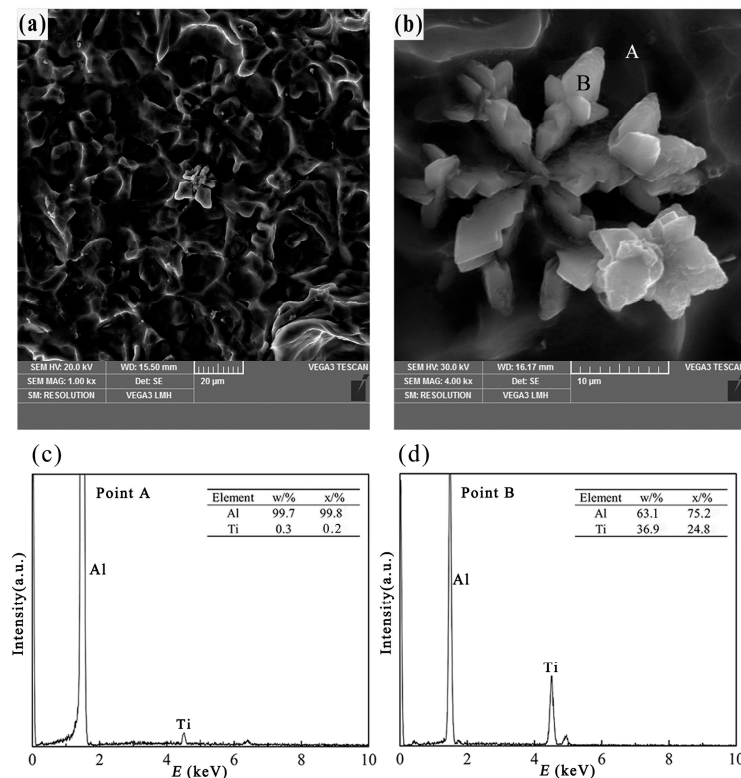 (a)
SEM HV: 20.0 kV WD: 15.50 mm VEGA3 TESCAN
SEM MAG: 1.00 kx Det: SE 20 µm
SM: RESOLUTION VEGA3 LMH
(b)
A
B
SEM HV: 30.0 kV WD: 16.17 mm VEGA3 TESCAN
SEM MAG: 4.00 kx Det: SE 10 µm
SM: RESOLUTION VEGA3 LMH
(c)
Point A
Element w/% x/%
Al 99.7 99.8
Ti 0.3 0.2
Al
Ti
Intensity(a.u.)
0 2 4 6 8 10
E (keV)
(d)
Point B
Element w/% x/%
Al 63.1 75.2
Ti 36.9 24.8
Al
Ti
Intensity(a.u.)
0 2 4 6 8 10
E (keV)